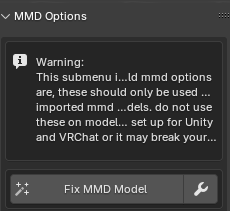 MMD Options
Warning:
This submenu i...ld mmd options
are, these should only be used ...
imported mmd ...dels. do not use
these on model... set up for Unity
and VRChat or it may break your...
Fix MMD Model